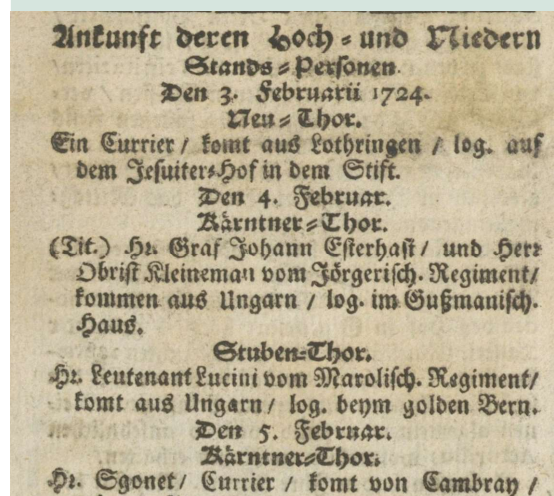 Ankunft deren Hoch- und Niedern
Stands-Personen
Den 3. Februarii 1724.
Neu-Thor.
Ein Currier / komt aus Lothringen / log. auf
dem Jesuiter-Hof in dem Stift.
Den 4. Februar.
Kärntner-Thor.
(Tit.) Hr. Graf Johann Esterhasi / und Herr
Obrist Kleineman vom Jörgerisch. Regiment /
kommen aus Ungarn / log. im Gußmanisch.
Haus.
Stuben-Thor.
Hr. Leutenant Lucini vom Marolisch. Regiment /
komt aus Ungarn / log. beym golden Bern.
Den 5. Februar.
Kärntner-Thor.
Hr. Sgonet / Currier / komt von Cambray /